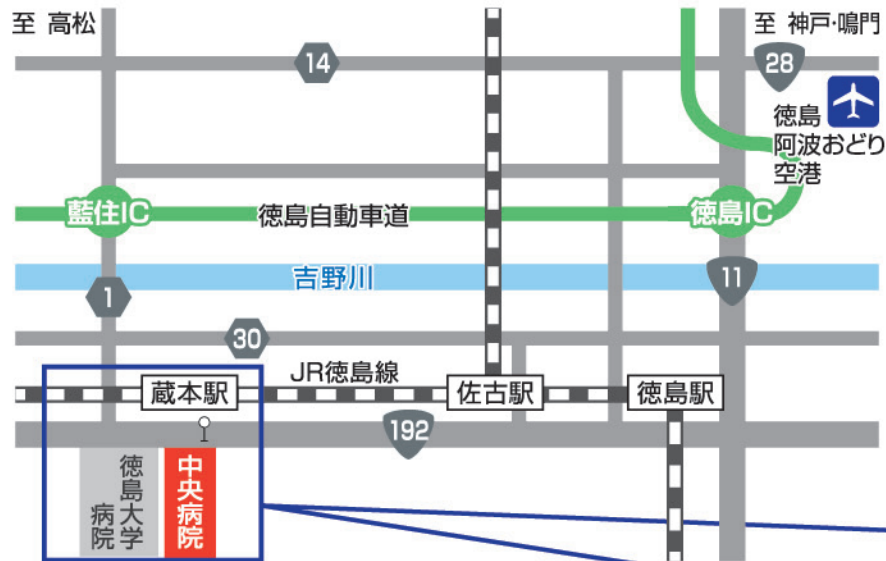 至 高松
至 神戸・鳴門
14
28
徳島
阿波おどり
空港
藍住IC
徳島自動車道
徳島IC
吉野川
1
11
30
JR徳島線
蔵本駅
佐古駅
徳島駅
192
徳島大学
病院
中央病院